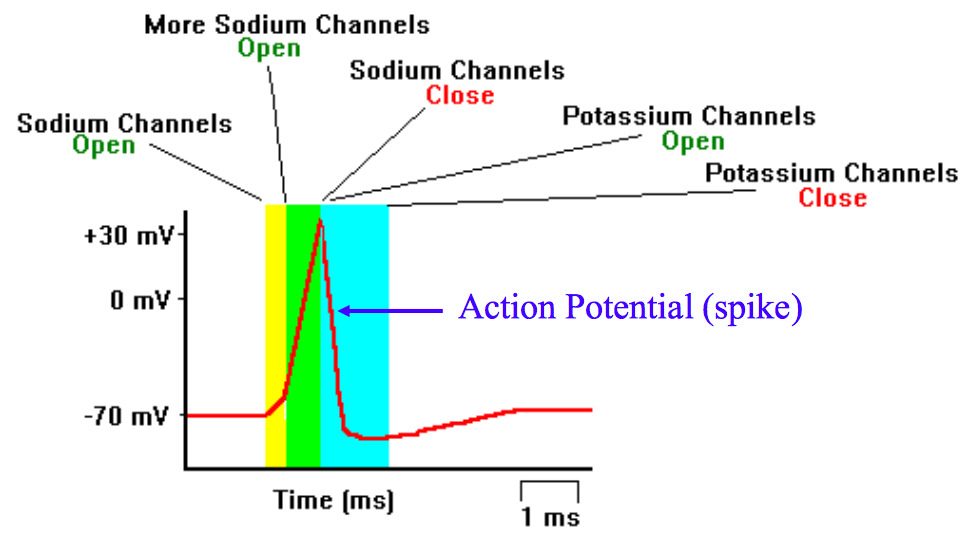 More Sodium Channels
Open
Sodium Channels
Close
Sodium Channels
Open
Potassium Channels
Open
Potassium Channels
Close
+30 mV
0 mV
Action Potential (spike)
-70 mV
Time (ms)
1 ms